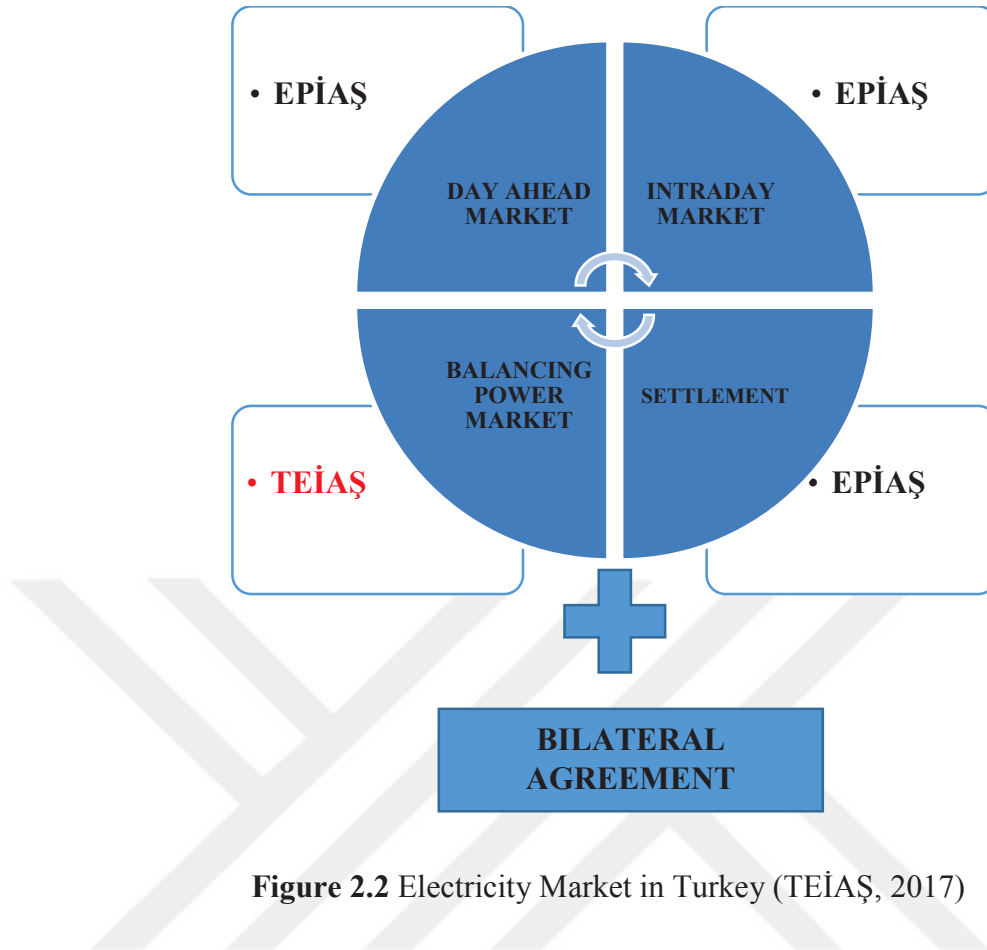 • EPİAŞ
• EPİAŞ
DAY AHEAD
MARKET
INTRADAY
MARKET
BALANCING
POWER
MARKET
SETTLEMENT
• TEİAŞ
• EPİAŞ
BILATERAL
AGREEMENT
Figure 2.2 Electricity Market in Turkey (TEİAŞ, 2017)